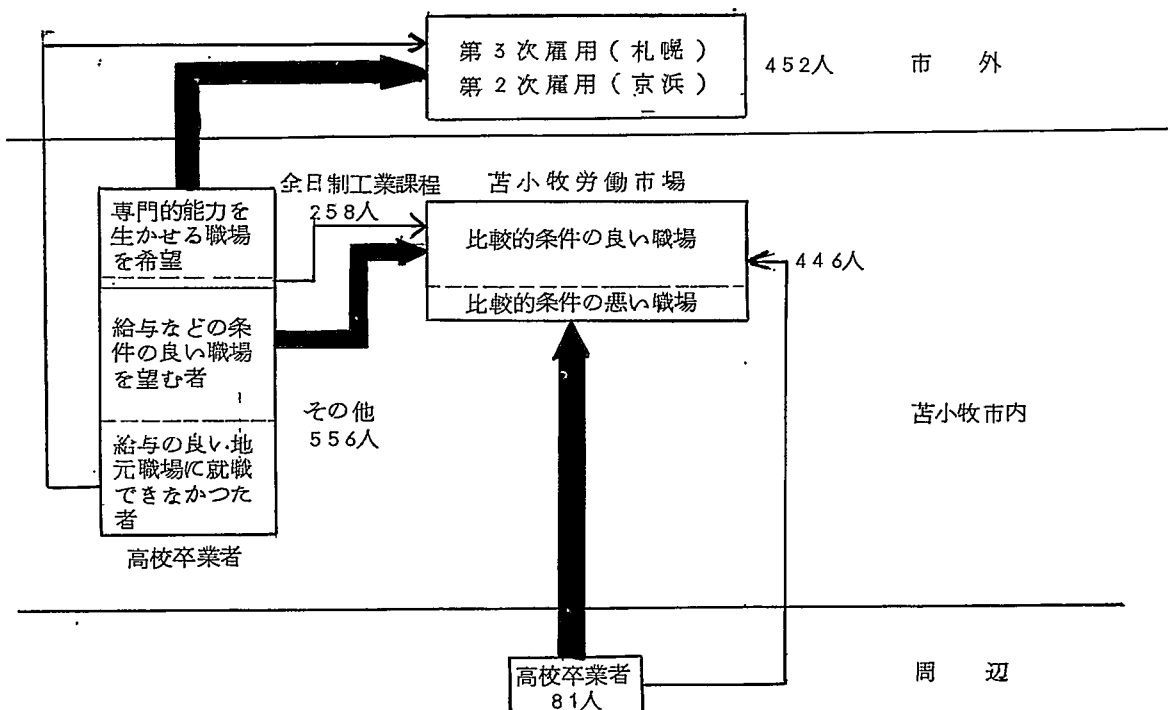 第3次雇用(札幌)
第2次雇用(京浜)
452人
市外
全日制工業課程
258人
苫小牧労働市場
専門的能力を
生かせる職場
を希望
比較的条件の良い職場
446人
比較的条件の悪い職場
給与などの条
件の良い職場
を望む者
その他
556人
苫小牧市内
給与の良い地
元職場に就職
できなかつた
者
高校卒業者
高校卒業者
81人
周辺